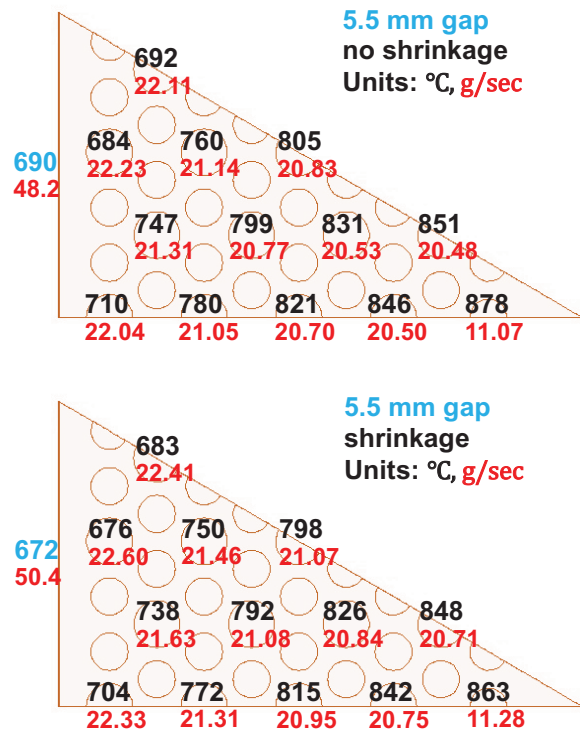 5.5 mm gap
no shrinkage
Units: °C, g/sec
692
22.11
684 760 805
22.23 21.14 20.83
690
48.2
747 799 831 851
21.31 20.77 20.53 20.48
710 780 821 846 878
22.04 21.05 20.70 20.50 11.07
5.5 mm gap
shrinkage
Units: °C, g/sec
683
22.41
676 750 798
22.60 21.46 21.07
672
50.4
738 792 826 848
21.63 21.08 20.84 20.71
704 772 815 842 863
22.33 21.31 20.95 20.75 11.28